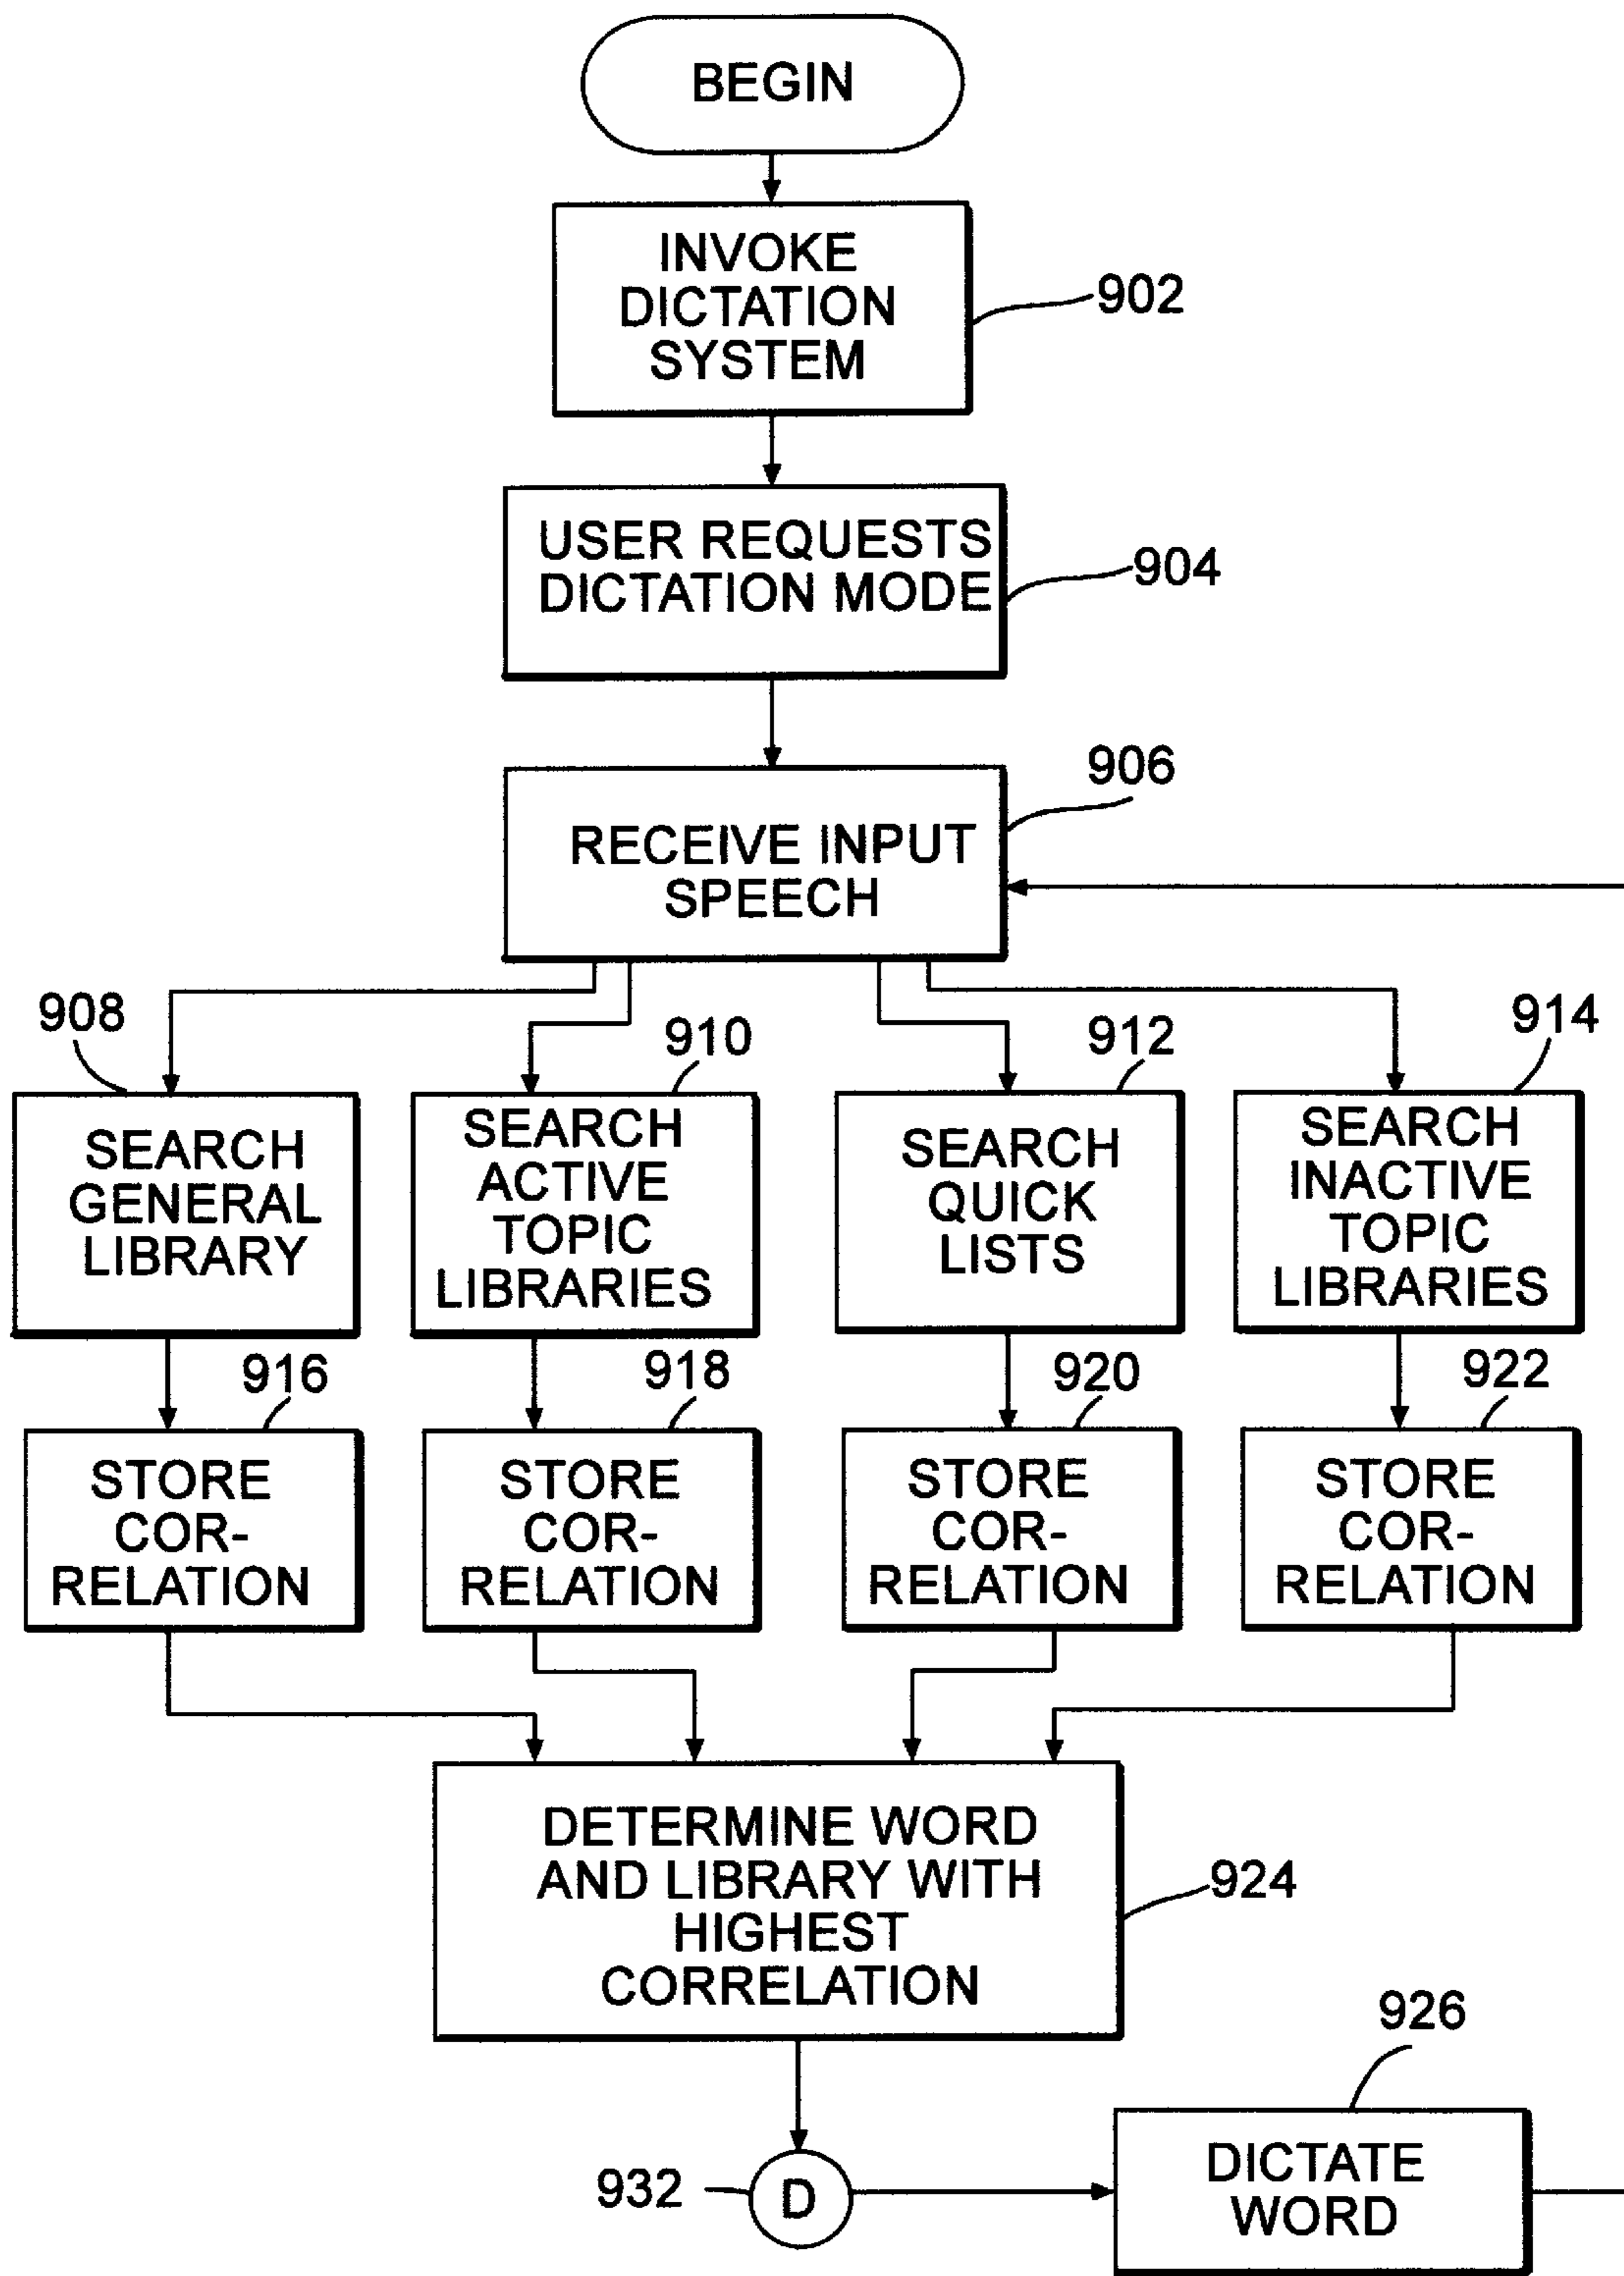 BEGIN
INVOKE
DICTATION
SYSTEM
902
USER REQUESTS
DICTATION MODE
904
906
RECEIVE INPUT
SPEECH
908
910
912
914
SEARCH
GENERAL
LIBRARY
SEARCH
ACTIVE
TOPIC
LIBRARIES
SEARCH
QUICK
LISTS
SEARCH
INACTIVE
TOPIC
LIBRARIES
916
918
920
922
STORE
COR-
RELATION
STORE
COR-
RELATION
STORE
COR-
RELATION
STORE
COR-
RELATION
DETERMINE WORD
AND LIBRARY WITH
HIGHEST
CORRELATION
924
926
932
D
DICTATE
WORD